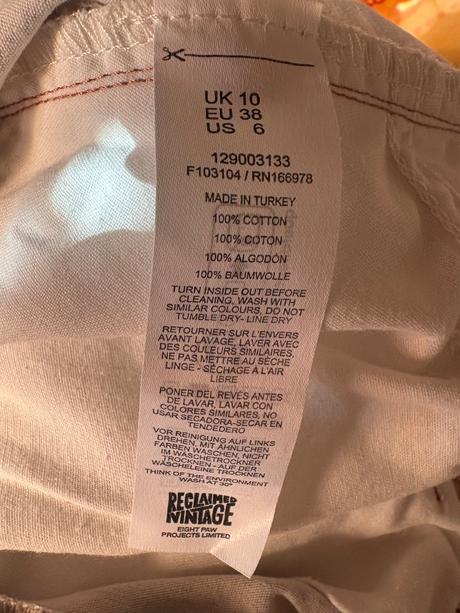 UK 10
EU 38
US 6
129003133
F103104 / RN166978
MADE IN TURKEY
100% COTTON
100% COTON
100% ALGODÓN
100% BAUMWOLLE
TURN INSIDE OUT BEFORE
CLEANING, WASH WITH
SIMILAR COLOURS, DO NOT
TUMBLE DRY- LINE DRY
RETOURNER SUR L'ENVERS
AVANT LAVAGE, LAVER AVEC
DES COULEURS SIMILAIRES,
NE PAS METTRE AU SÈCHE
LINGE - SÉCHAGE À L'AIR
LIBRE
PONER DEL REVÉS ANTES
DE LAVAR, LAVAR CON
COLORES SIMILARES, NO
USAR SECADORA-SECAR EN
TENDEDERO
VOR REINIGUNG AUF LINKS
DREHEN, MIT ÄHNLICHEN
FARBEN WASCHEN, NICHT
IM WASCHETROCKNER
TROCKNEN - AUF DER
WÄSCHELEINE TROCKNEN
THINK OF THE ENVIRONMENT
WASH AT 30°
RECLAIMED
VINTAGE
EIGHT PAW
PROJECTS LIMITED